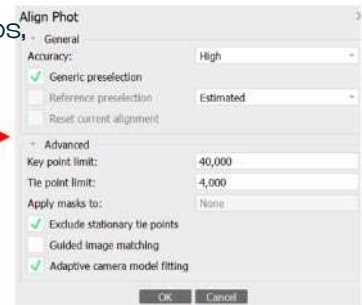 Align Phot
os,
General
Accuracy: High
Generic preselection
Reference preselection Estimated
Reset current alignment
Advanced
Key point limit: 40,000
Tie point limit: 4,000
Apply masks to: None
Exclude stationary tie points
Guided image matching
Adaptive camera model fitting
OK Cancel